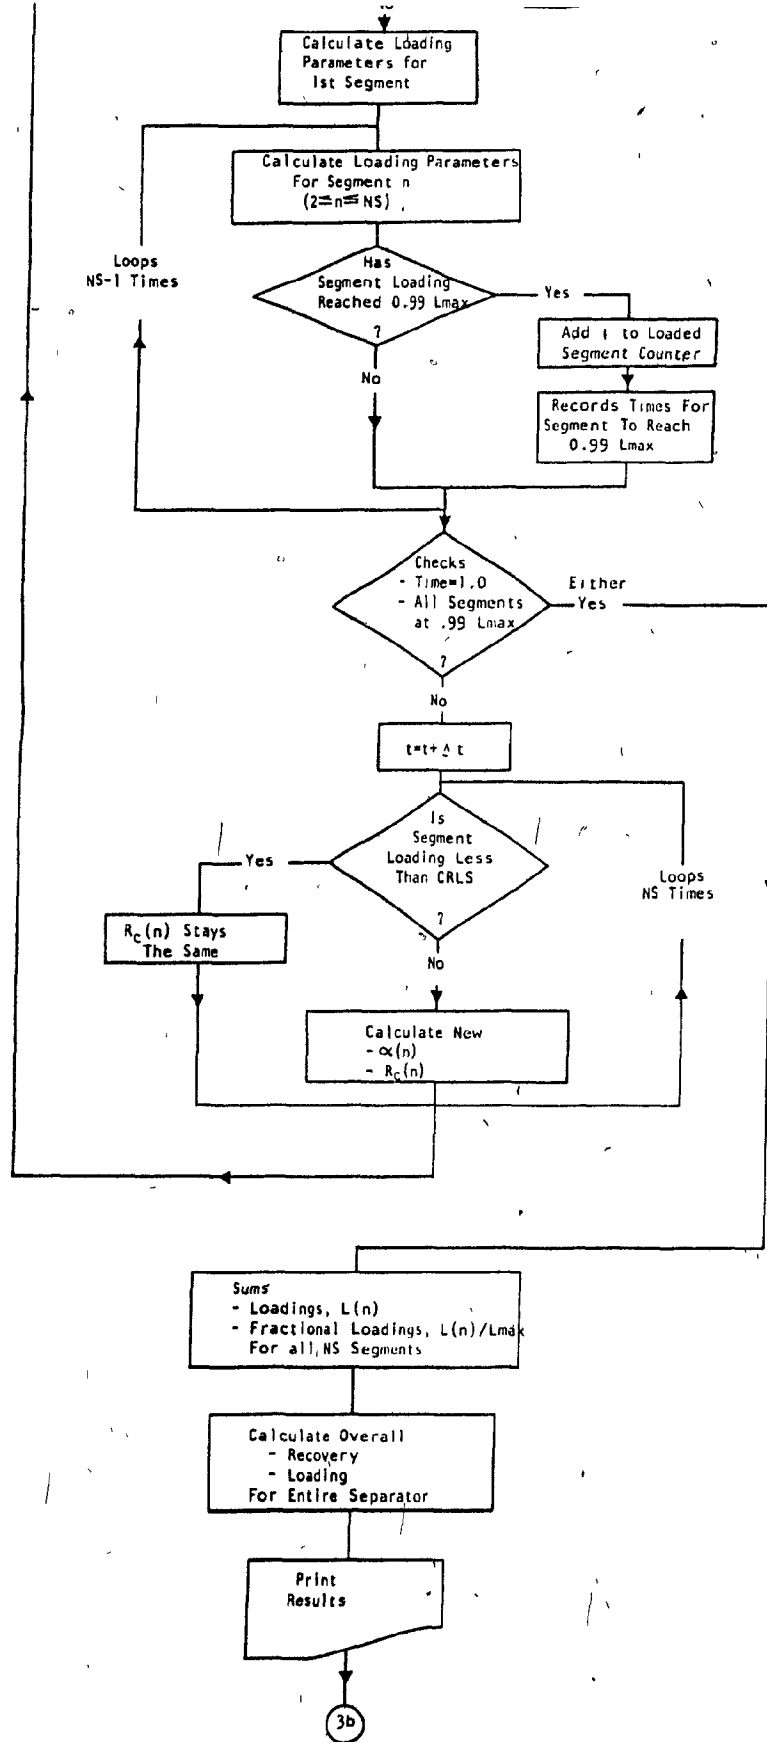 Calculate Loading
Parameters for
1st Segment
Calculate Loading Parameters
For Segment n
(2≤n≤NS)
Loops
NS-1 Times
Has
Segment Loading
Reached 0.99 Lmax
?
Yes
No
Add 1 to Loaded
Segment Counter
Records Times For
Segment To Reach
0.99 Lmax
Checks
- Time=1.0
- All Segments
at .99 Lmax
?
Either
Yes
No
t=t+Δt
Is
Segment
Loading Less
Than CRLS
?
Yes
No
Loops
NS Times
Rc(n) Stays
The Same
Calculate New
- ∝(n)
- Rc(n)
Sums
- Loadings, L(n)
- Fractional Loadings, L(n)/Lmax
For all NS Segments
Calculate Overall
- Recovery
- Loading
For Entire Separator
Print
Results
3b